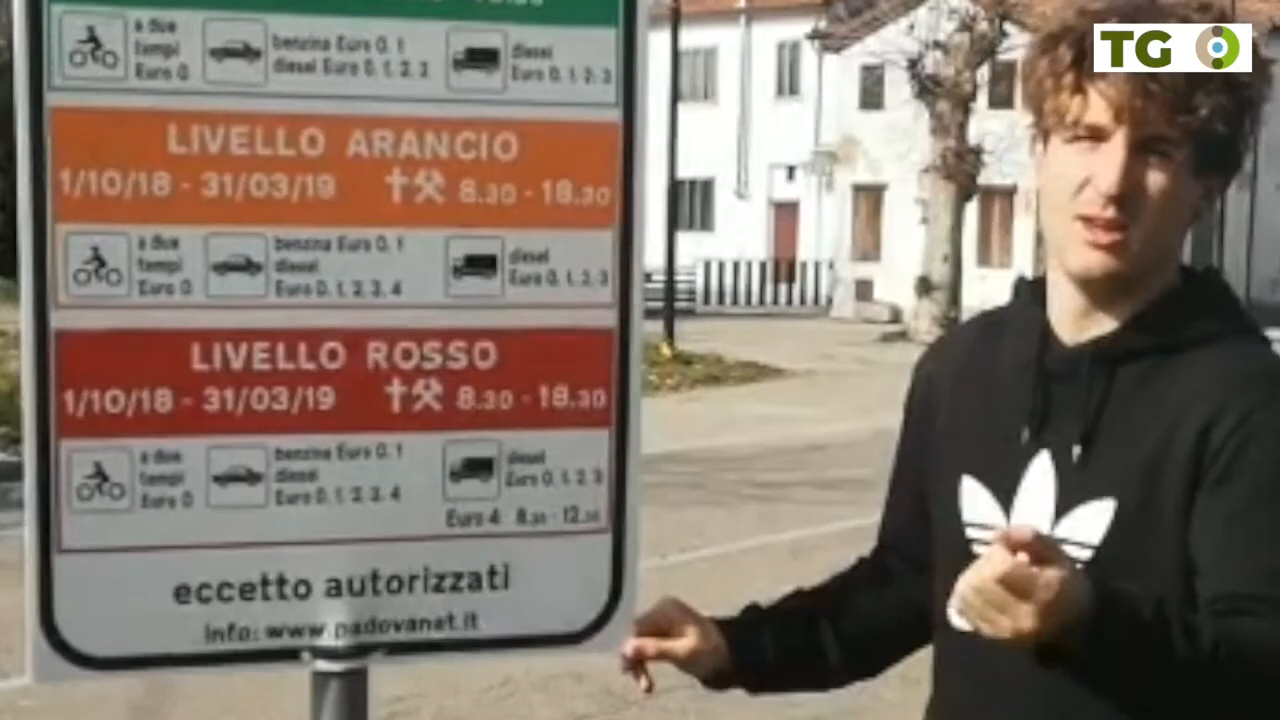 TG
a due
tempi
Euro 0
benzina Euro 0. 1
diesel Euro 0. 1. 2. 3
diesel
Euro 0. 1. 2. 3
LIVELLO ARANCIO
1/10/18 - 31/03/19 8.30 - 18.30
a due
tempi
Euro 0
benzina Euro 0. 1
diesel
Euro 0. 1. 2. 3. 4
diesel
Euro 0. 1. 2. 3
LIVELLO ROSSO
1/10/18 - 31/03/19 8.30 - 18.30
a due
tempi
Euro 0
benzina Euro 0. 1
diesel
Euro 0. 1. 2. 3. 4
diesel
Euro 0. 1. 2. 3
Euro 4 8.30 - 12.30
eccetto autorizzati
info: www.padovanet.it